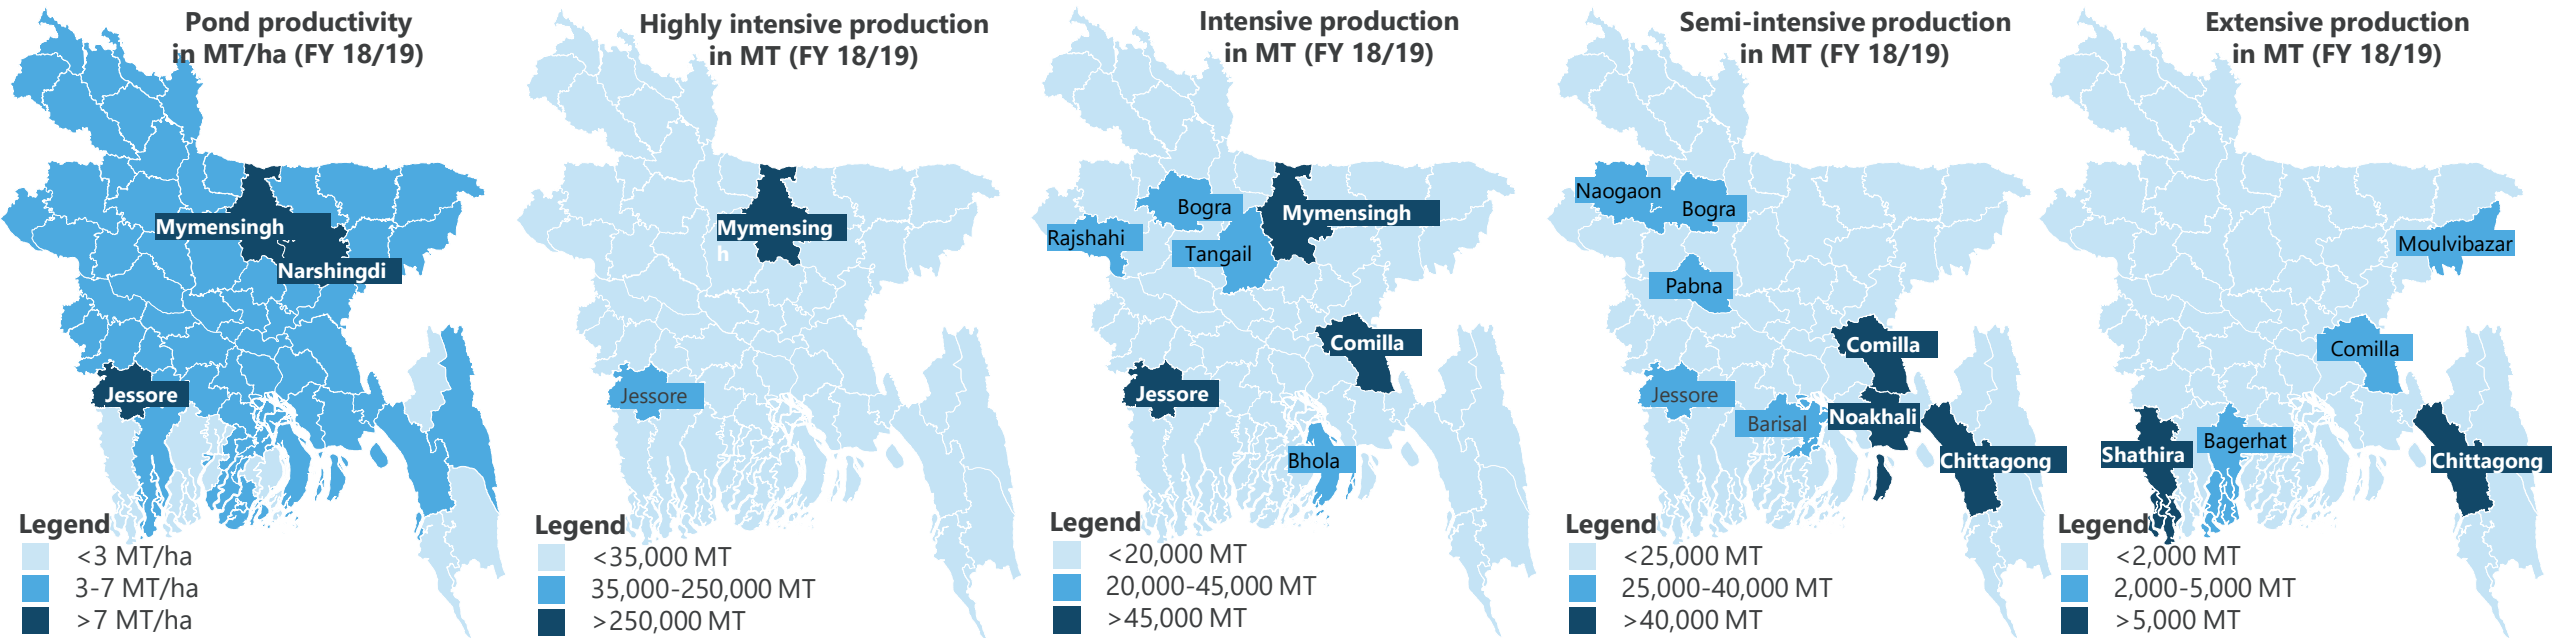 Pond productivity
in MT/ha (FY 18/19)
Mymensingh
Narshingdi
Jessore
Legend
<3 MT/ha
3-7 MT/ha
>7 MT/ha
Highly intensive production
in MT (FY 18/19)
Mymensing
h
Jessore
Legend
<35,000 MT
35,000-250,000 MT
>250,000 MT
Intensive production
in MT (FY 18/19)
Bogra
Mymensingh
Rajshahi
Tangail
Comilla
Jessore
Bhola
Legend
<20,000 MT
20,000-45,000 MT
>45,000 MT
Semi-intensive production
in MT (FY 18/19)
Naogaon
Bogra
Pabna
Comilla
Jessore
Barisal
Noakhali
Chittagong
Legend
<25,000 MT
25,000-40,000 MT
>40,000 MT
Extensive production
in MT (FY 18/19)
Moulvibazar
Comilla
Bagerhat
Shathira
Chittagong
Legend
<2,000 MT
2,000-5,000 MT
>5,000 MT